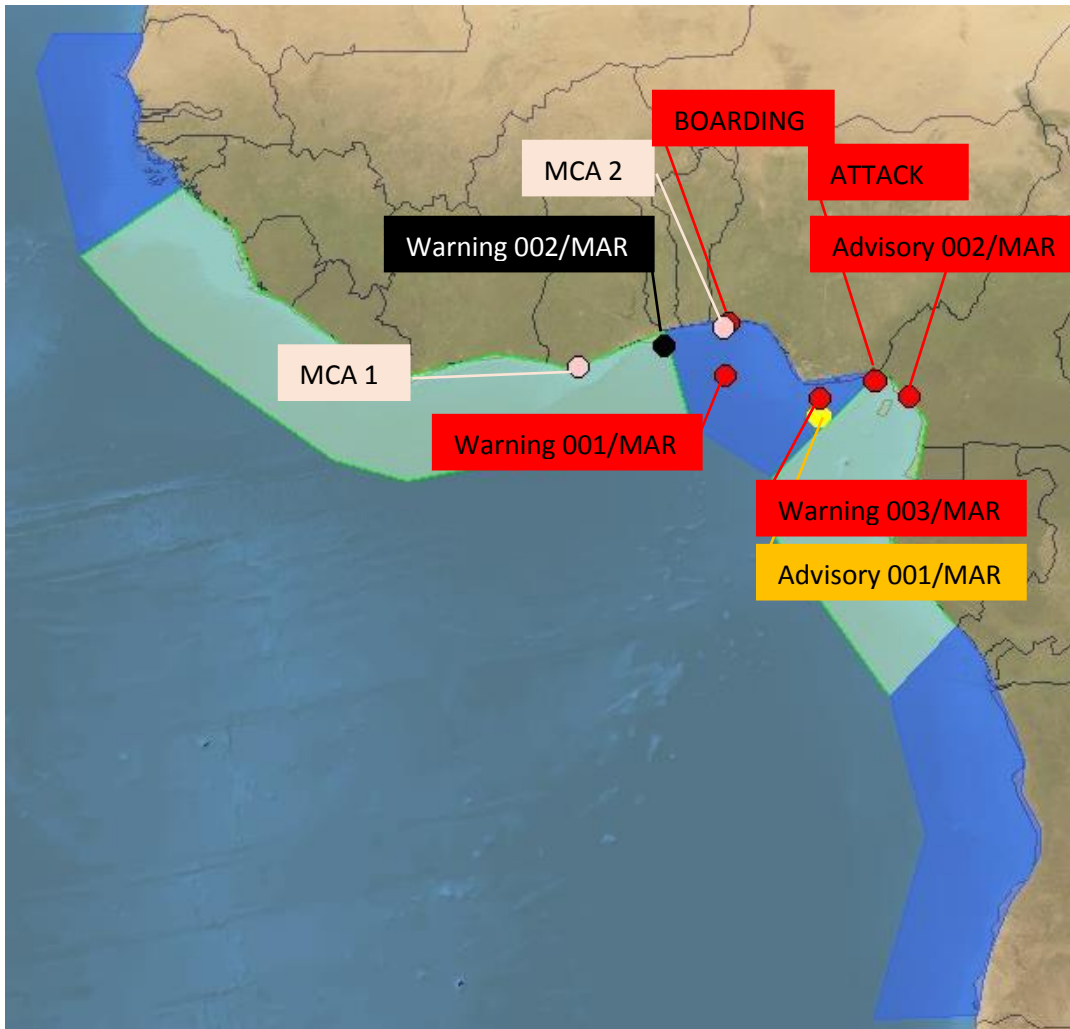 BOARDING
MCA 2
ATTACK
Warning 002/MAR
Advisory 002/MAR
MCA 1
Warning 001/MAR
Warning 003/MAR
Advisory 001/MAR